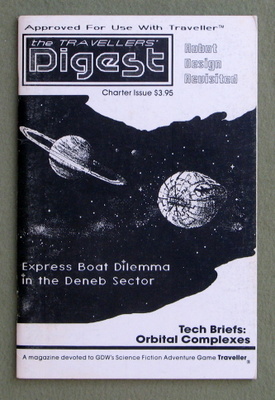 Approved For Use With Traveller™
the TRAVELLERS'
Digest
Robot
Design
Revisited
Charter Issue $3.95
Express Boat Dilemma
in the Deneb Sector
Tech Briefs:
Orbital Complexes
A magazine devoted to GDW's Science Fiction Adventure Game Traveller®